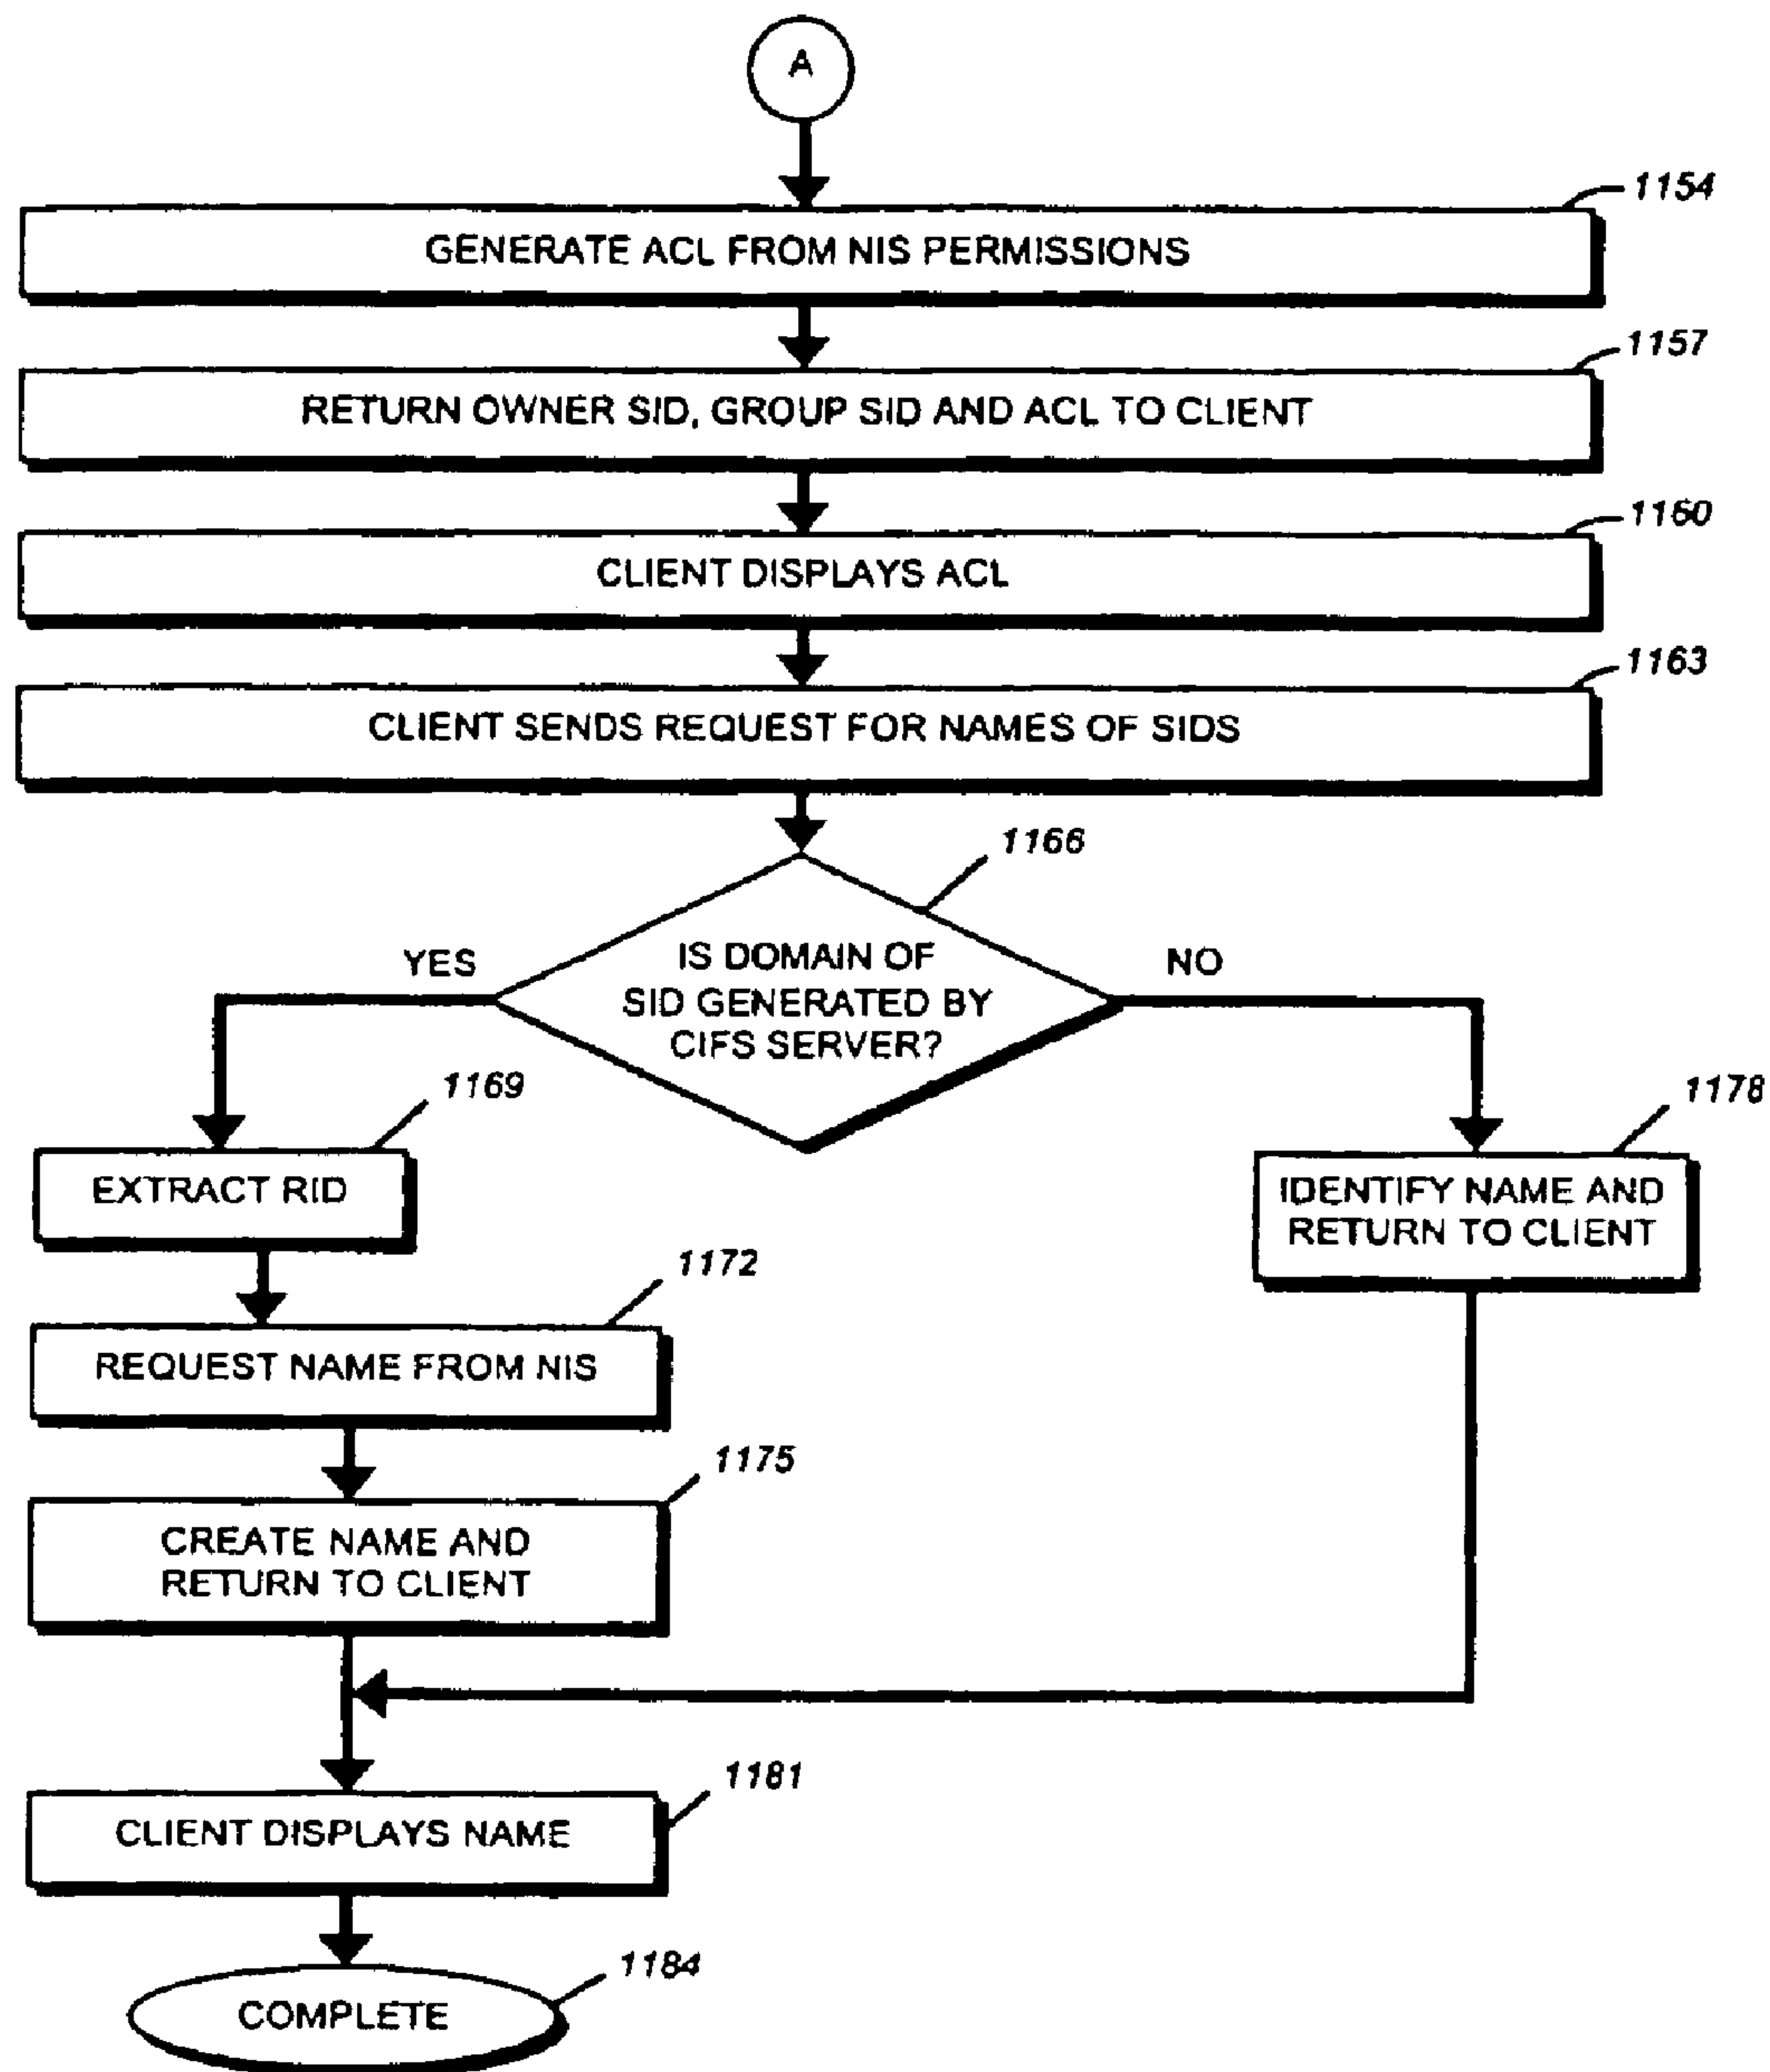 A
1154
GENERATE ACL FROM NIS PERMISSIONS
1157
RETURN OWNER SID, GROUP SID AND ACL TO CLIENT
1160
CLIENT DISPLAYS ACL
1163
CLIENT SENDS REQUEST FOR NAMES OF SIDS
1166
YES
IS DOMAIN OF
SID GENERATED BY
CIFS SERVER?
NO
1169
EXTRACT RID
1178
IDENTIFY NAME AND
RETURN TO CLIENT
1172
REQUEST NAME FROM NIS
1175
CREATE NAME AND
RETURN TO CLIENT
1181
CLIENT DISPLAYS NAME
1184
COMPLETE